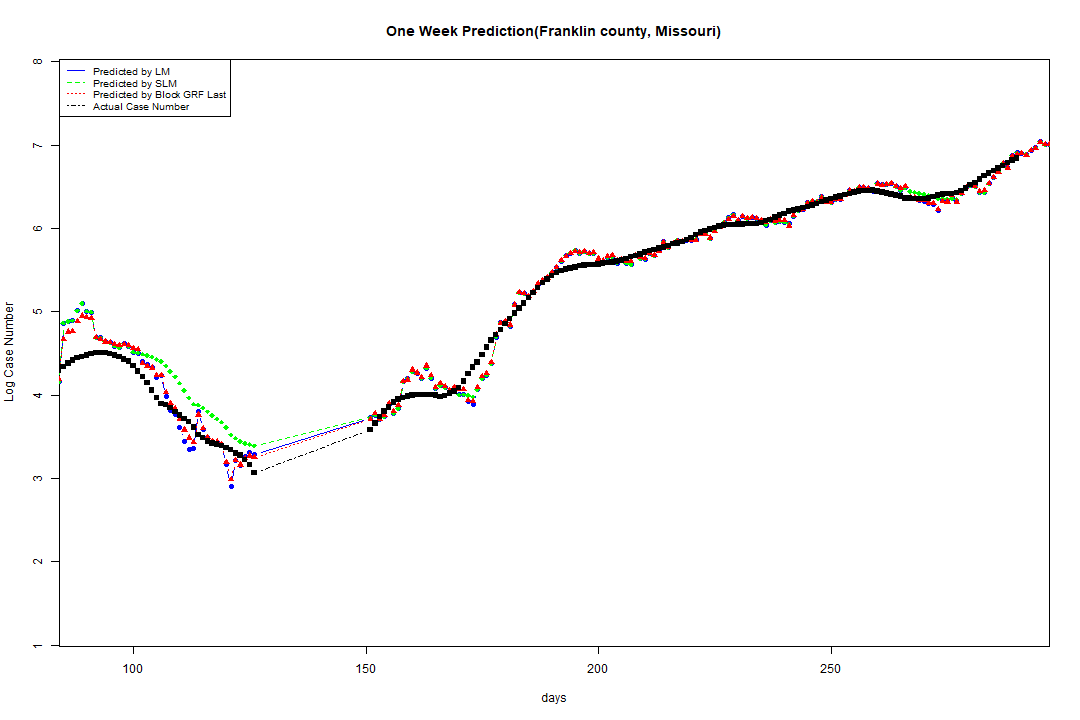 One Week Prediction(Franklin county, Missouri)
Predicted by LM
Predicted by SLM
Predicted by Block GRF Last
Actual Case Number
8
7
6
5
4
3
2
1
Log Case Number
100
150
200
250
days